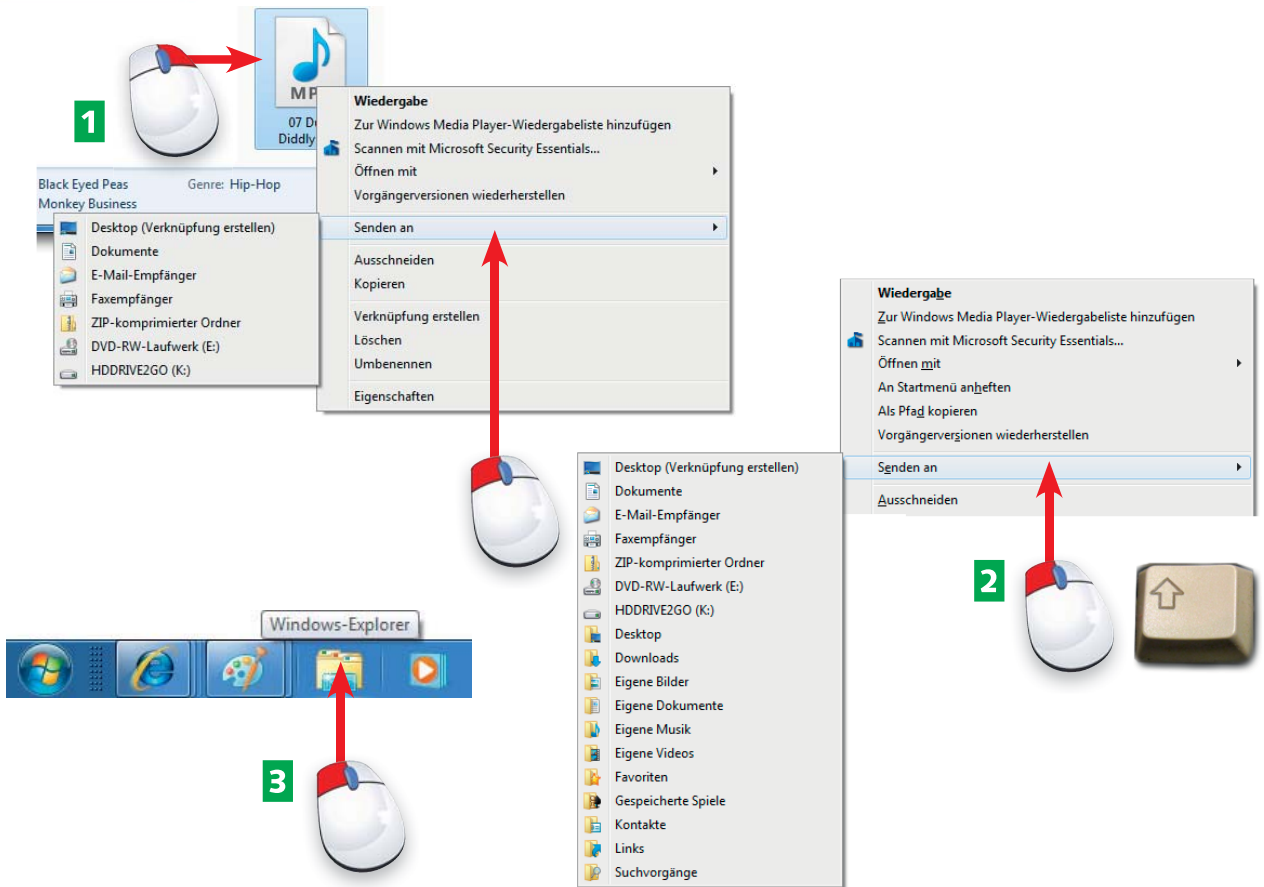 1
MP
07 D
Diddly
Black Eyed Peas Genre: Hip-Hop
Monkey Business
Wiedergabe
Zur Windows Media Player-Wiedergabeliste hinzufügen
Scannen mit Microsoft Security Essentials...
Öffnen mit
Vorgängerversionen wiederherstellen
Senden an
Ausschneiden
Kopieren
Verknüpfung erstellen
Löschen
Umbenennen
Eigenschaften
Desktop (Verknüpfung erstellen)
Dokumente
E-Mail-Empfänger
Faxempfänger
ZIP-komprimierter Ordner
DVD-RW-Laufwerk (E:)
HDDRIVE2GO (K:)
2
Wiedergabe
Zur Windows Media Player-Wiedergabeliste hinzufügen
Scannen mit Microsoft Security Essentials...
Öffnen mit
An Startmenü anheften
Als Pfad kopieren
Vorgängerversionen wiederherstellen
Senden an
Ausschneiden
Desktop (Verknüpfung erstellen)
Dokumente
E-Mail-Empfänger
Faxempfänger
ZIP-komprimierter Ordner
DVD-RW-Laufwerk (E:)
HDDRIVE2GO (K:)
Desktop
Downloads
Eigene Bilder
Eigene Dokumente
Eigene Musik
Eigene Videos
Favoriten
Gespeicherte Spiele
Kontakte
Links
Suchvorgänge
3
Windows-Explorer